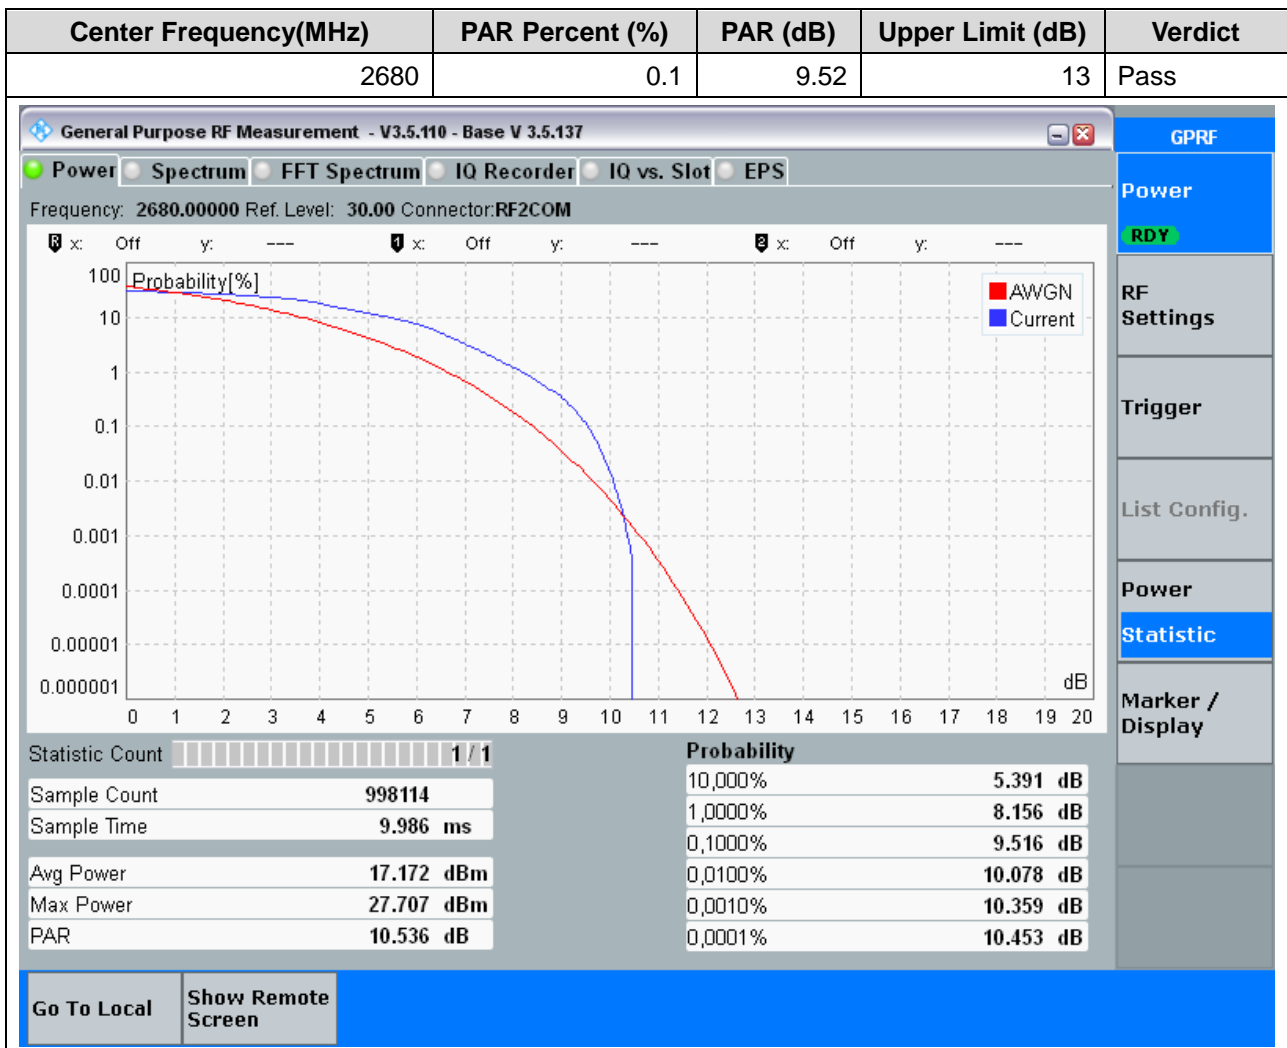 Center Frequency(MHz) PAR Percent (%) PAR (dB) Upper Limit (dB) Verdict
2680 0.1 9.52 13 Pass
General Purpose RF Measurement - V3.5.110 - Base V 3.5.137
GPRF
Power Spectrum FFT Spectrum IQ Recorder IQ vs. Slot EPS
Power
RDY
Frequency: 2680.00000 Ref. Level: 30.00 Connector:RF2COM
R x: Off y: --- 1 x: Off y: --- 2 x: Off y: ---
Probability[%]
AWGN
Current
100
10
1
0.1
0.01
0.001
0.0001
0.00001
0.000001
dB
0 1 2 3 4 5 6 7 8 9 10 11 12 13 14 15 16 17 18 19 20
RF
Settings
Trigger
List Config.
Power
Statistic
Marker /
Display
Statistic Count 1 / 1
Sample Count 998114
Sample Time 9.986 ms
Avg Power 17.172 dBm
Max Power 27.707 dBm
PAR 10.536 dB
Probability
10,000% 5.391 dB
1,0000% 8.156 dB
0,1000% 9.516 dB
0,0100% 10.078 dB
0,0010% 10.359 dB
0,0001% 10.453 dB
Go To Local
Show Remote
Screen